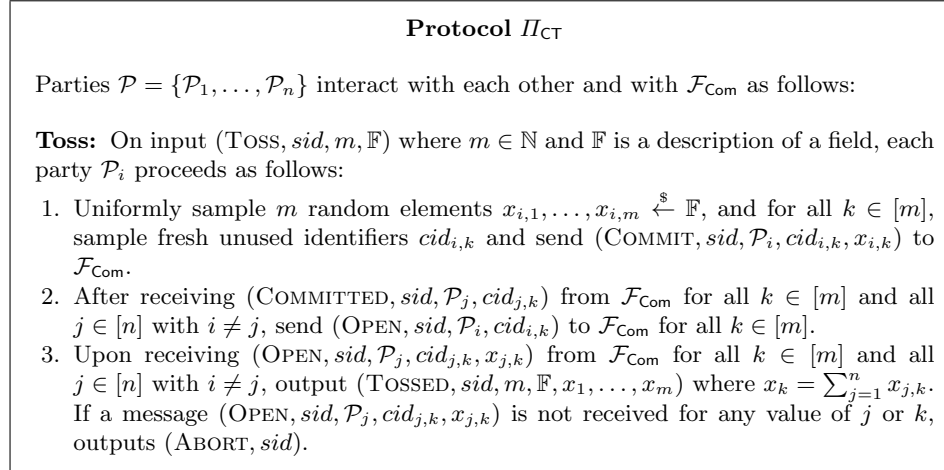 Protocol Π_CT
Parties 𝒫 = {𝒫_1, . . . , 𝒫_n} interact with each other and with ℱ_Com as follows:
Toss: On input (Toss, sid, m, 𝔽) where m ∈ ℕ and 𝔽 is a description of a field, each
party 𝒫_i proceeds as follows:
1. Uniformly sample m random elements x_{i,1}, . . . , x_{i,m} ←$ 𝔽, and for all k ∈ [m],
sample fresh unused identifiers cid_{i,k} and send (Commit, sid, 𝒫_i, cid_{i,k}, x_{i,k}) to
ℱ_Com.
2. After receiving (Committed, sid, 𝒫_j, cid_{j,k}) from ℱ_Com for all k ∈ [m] and all
j ∈ [n] with i ≠ j, send (Open, sid, 𝒫_i, cid_{i,k}) to ℱ_Com for all k ∈ [m].
3. Upon receiving (Open, sid, 𝒫_j, cid_{j,k}, x_{j,k}) from ℱ_Com for all k ∈ [m] and all
j ∈ [n] with i ≠ j, output (Tossed, sid, m, 𝔽, x_1, . . . , x_m) where x_k = ∑_{j=1}^n x_{j,k}.
If a message (Open, sid, 𝒫_j, cid_{j,k}, x_{j,k}) is not received for any value of j or k,
outputs (Abort, sid).